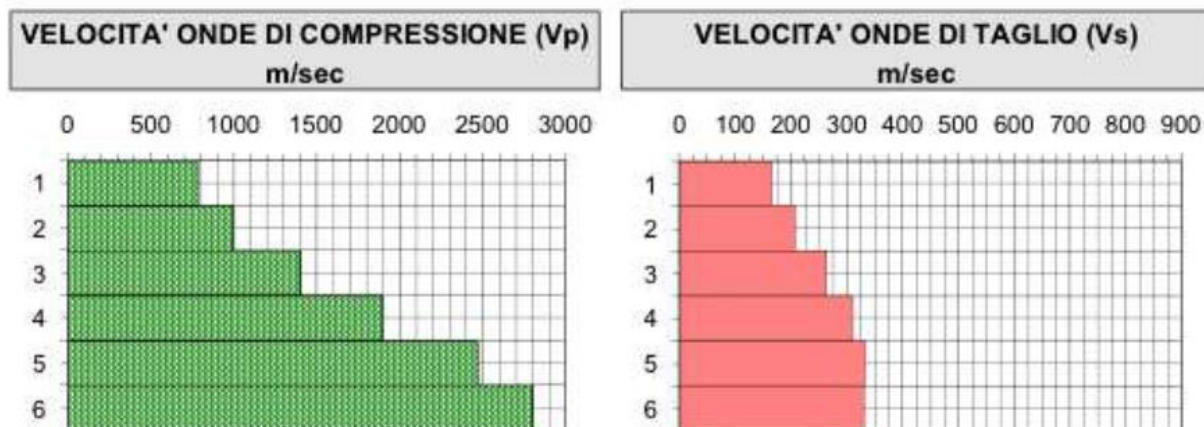 VELOCITA' ONDE DI COMPRESSIONE (Vp)
m/sec
0 500 1000 1500 2000 2500 3000
1
2
3
4
5
6
VELOCITA' ONDE DI TAGLIO (Vs)
m/sec
0 100 200 300 400 500 600 700 800 900
1
2
3
4
5
6